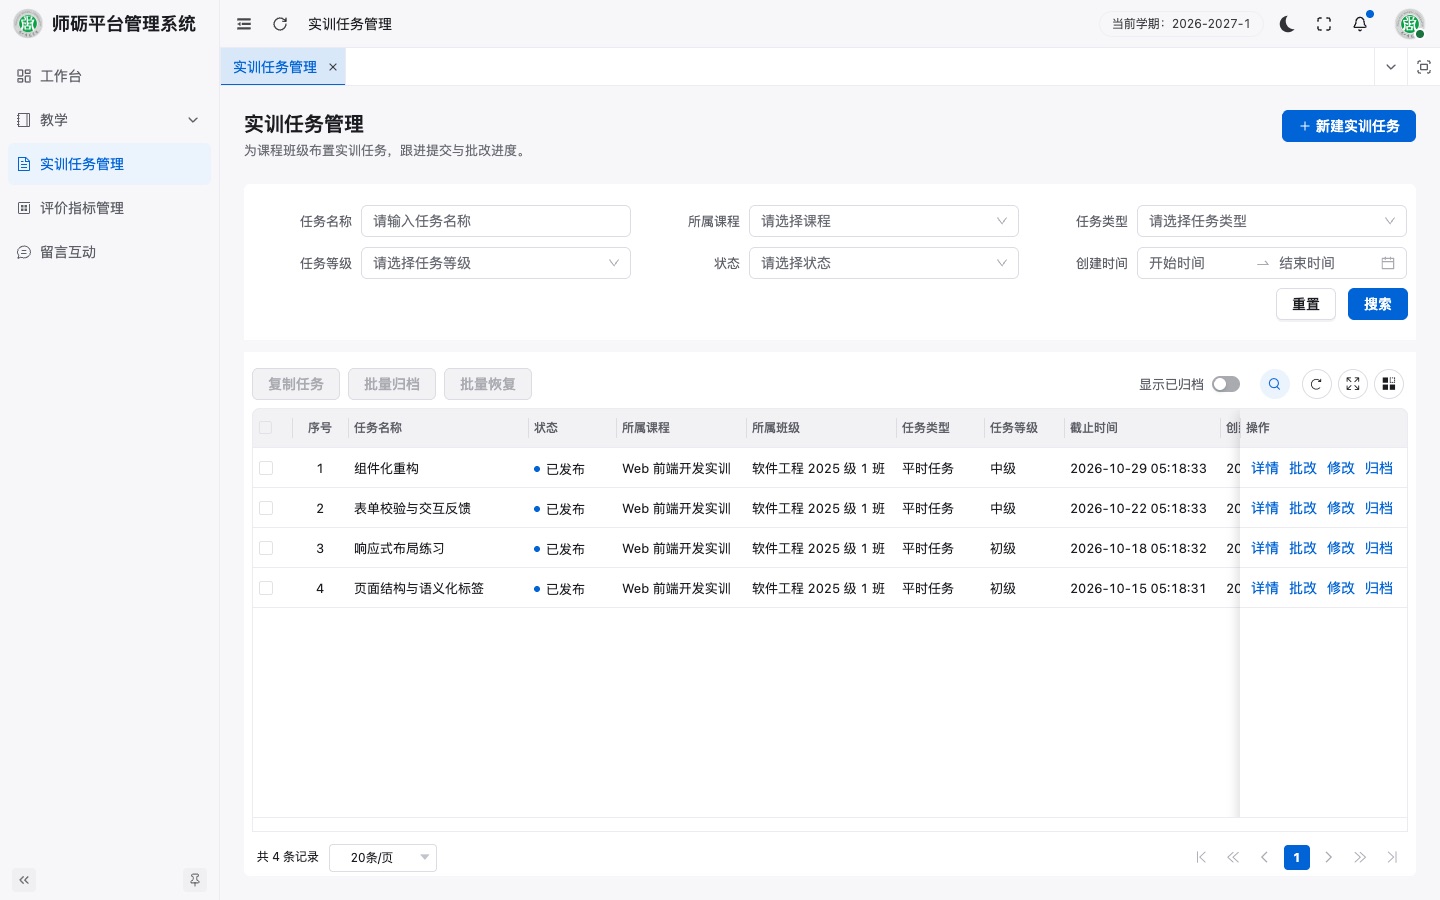 师砺平台管理系统
实训任务管理
当前学期：2026-2027-1
工作台
教学
实训任务管理
评价指标管理
留言互动
实训任务管理
实训任务管理
为课程班级布置实训任务，跟进提交与批改进度。
新建实训任务
任务名称 请输入任务名称 所属课程 请选择课程 任务类型 请选择任务类型
任务等级 请选择任务等级 状态 请选择状态 创建时间 开始时间 结束时间
重置 搜索
复制任务 批量归档 批量恢复 显示已归档
序号 任务名称 状态 所属课程 所属班级 任务类型 任务等级 截止时间 操作
1 组件化重构 已发布 Web 前端开发实训 软件工程 2025 级 1 班 平时任务 中级 2026-10-29 05:18:33 20 详情 批改 修改 归档
2 表单校验与交互反馈 已发布 Web 前端开发实训 软件工程 2025 级 1 班 平时任务 中级 2026-10-22 05:18:33 20 详情 批改 修改 归档
3 响应式布局练习 已发布 Web 前端开发实训 软件工程 2025 级 1 班 平时任务 初级 2026-10-18 05:18:32 20 详情 批改 修改 归档
4 页面结构与语义化标签 已发布 Web 前端开发实训 软件工程 2025 级 1 班 平时任务 初级 2026-10-15 05:18:31 20 详情 批改 修改 归档
共 4 条记录 20条/页 1